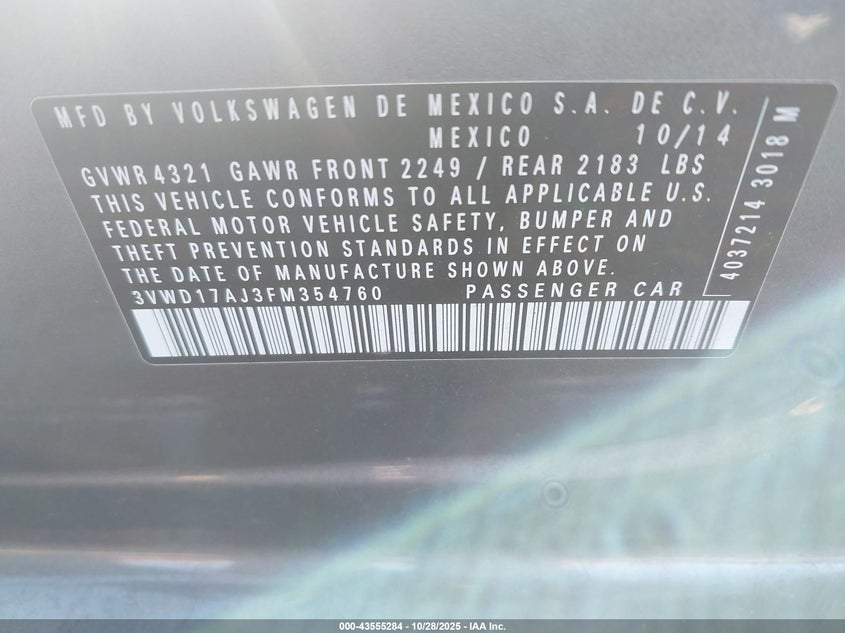 MFD BY VOLKSWAGEN DE MEXICO S.A. DE C.V.
MEXICO 10/14
GVWR 4321 GAWR FRONT 2249 / REAR 2183 LBS
THIS VEHICLE CONFORMS TO ALL APPLICABLE U.S.
FEDERAL MOTOR VEHICLE SAFETY, BUMPER AND
THEFT PREVENTION STANDARDS IN EFFECT ON
THE DATE OF MANUFACTURE SHOWN ABOVE.
3VWD17AJ3FM354760 PASSENGER CAR
4037214 3018 M
000-43555284 - 10/28/2025 - IAA Inc.